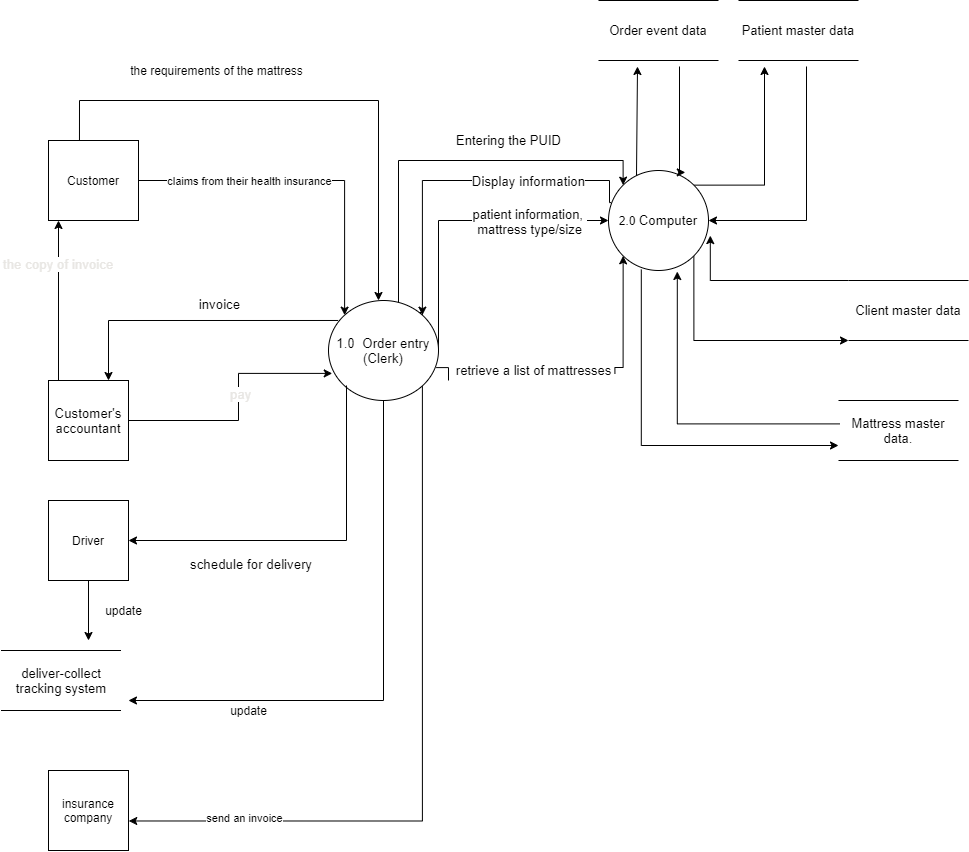 Order event data
Patient master data
the requirements of the mattress
Entering the PUID
Customer
claims from their health insurance
Display information
patient information,
mattress type/size
2.0 Computer
the copy of invoice
invoice
Client master data
1.0 Order entry
(Clerk)
retrieve a list of mattresses
pay
Customer's
accountant
Mattress master
data.
Driver
schedule for delivery
update
deliver-collect
tracking system
update
insurance
company
send an invoice